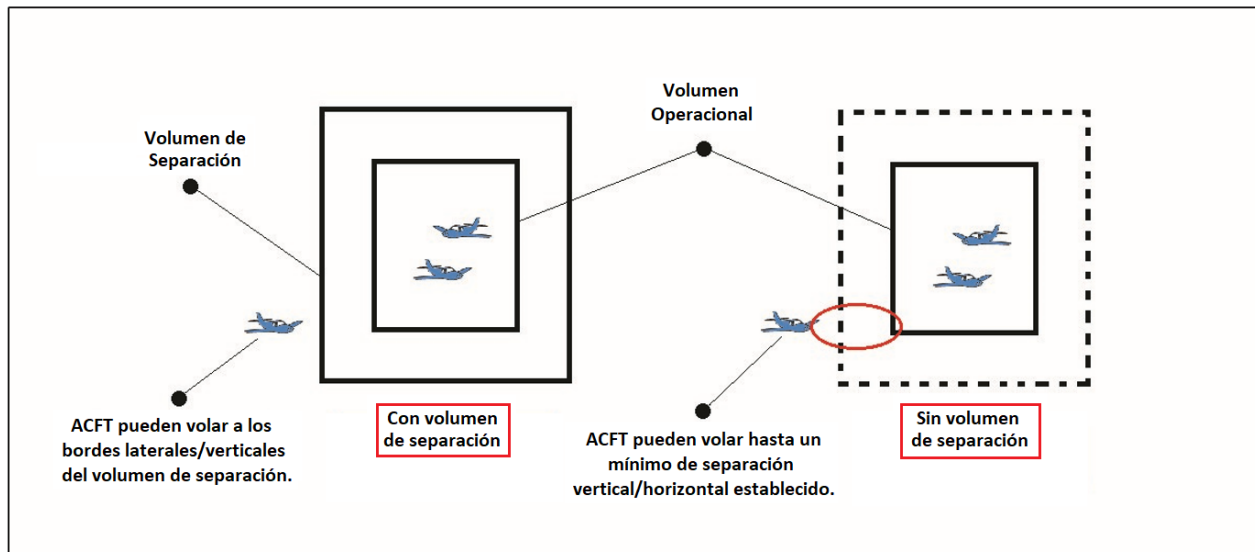 Volumen de
Separación
Volumen
Operacional
ACFT pueden volar a los
bordes laterales/verticales
del volumen de separación.
Con volumen
de separación
ACFT pueden volar hasta un
mínimo de separación
vertical/horizontal establecido.
Sin volumen
de separación